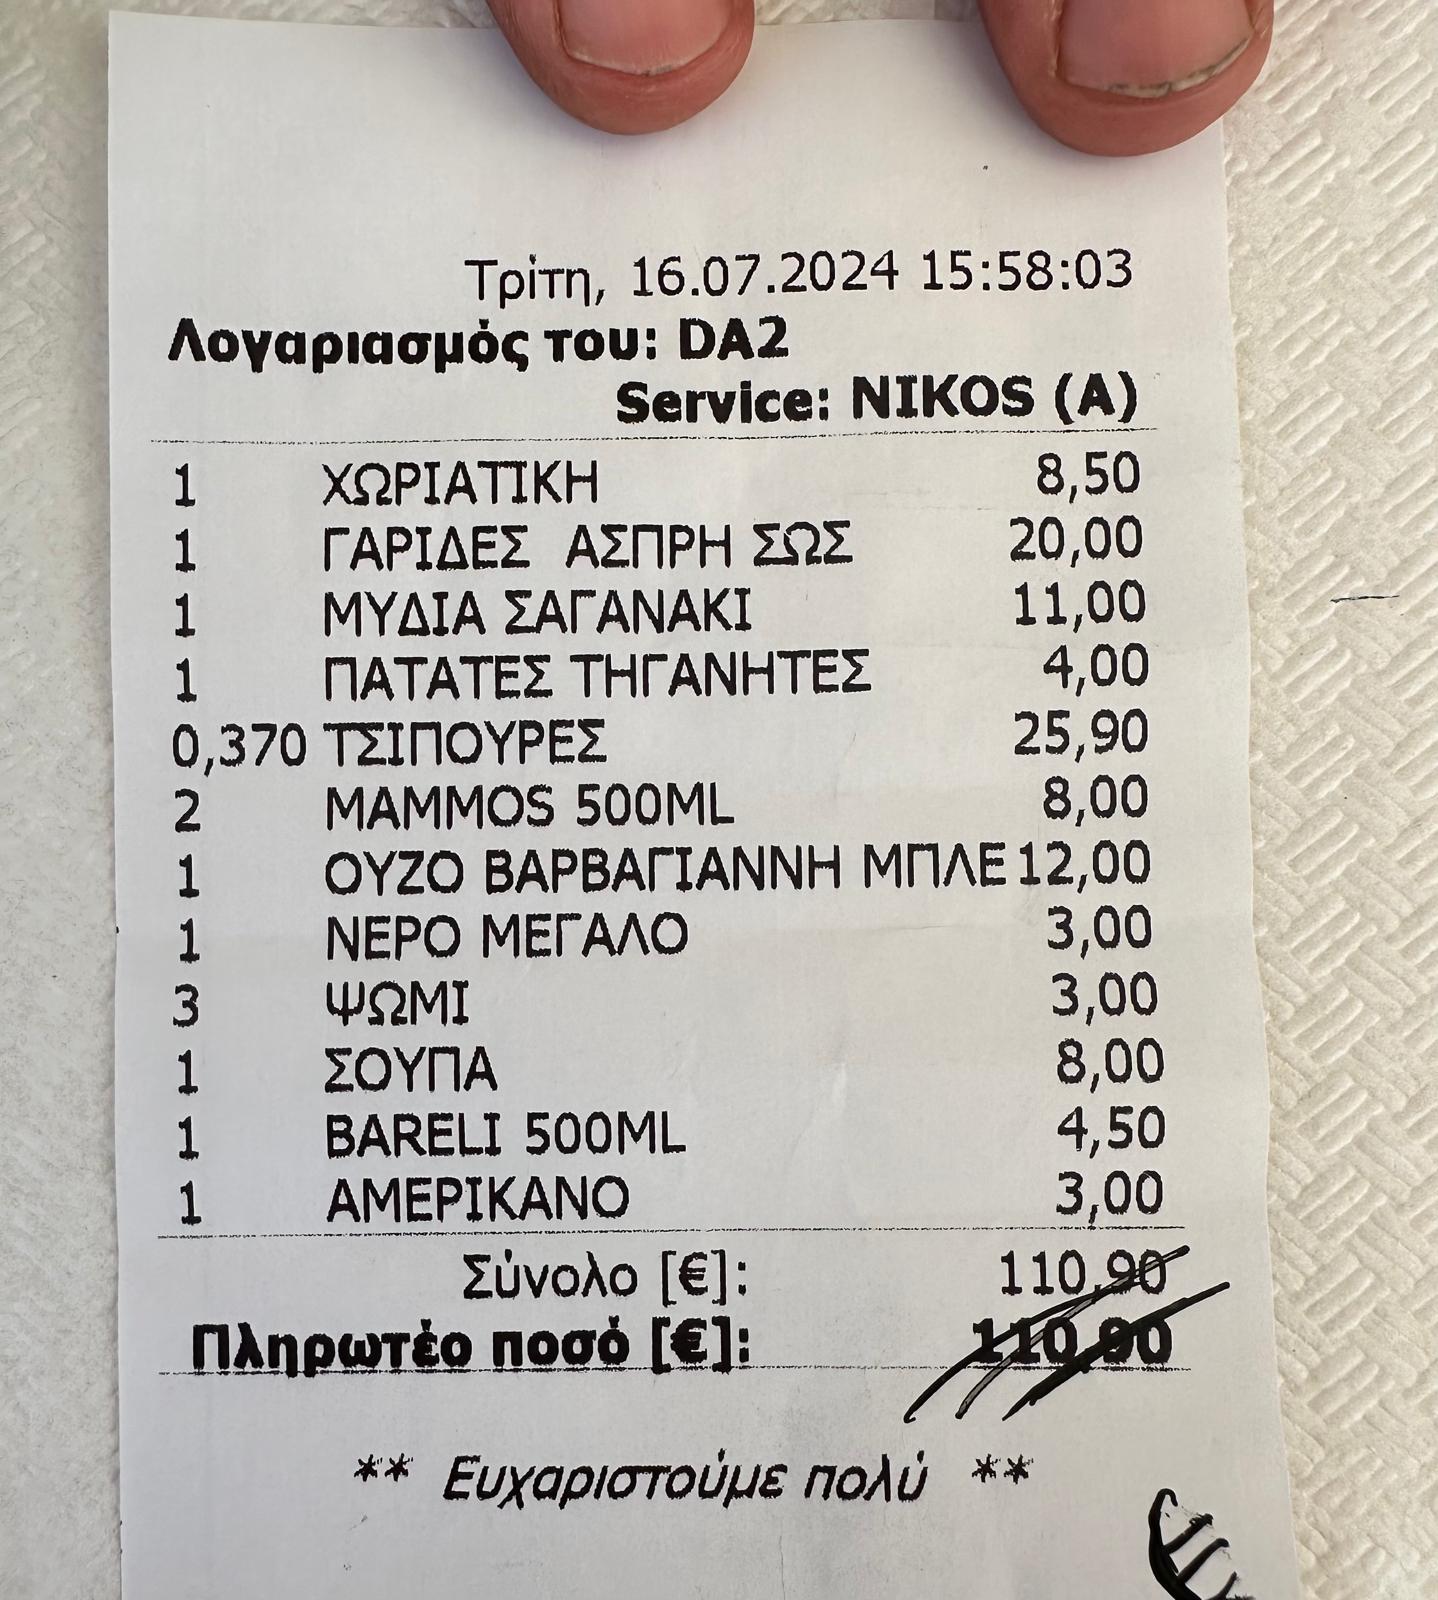 Τρίτη, 16.07.2024 15:58:03
Λογαριασμός του: DA2
Service: NIKOS (A)
1 ΧΩΡΙΑΤΙΚΗ 8,50
1 ΓΑΡΙΔΕΣ ΑΣΠΡΗ ΣΩΣ 20,00
1 ΜΥΔΙΑ ΣΑΓΑΝΑΚΙ 11,00
1 ΠΑΤΑΤΕΣ ΤΗΓΑΝΗΤΕΣ 4,00
0,370 ΤΣΙΠΟΥΡΕΣ 25,90
2 MAMMOS 500ML 8,00
1 ΟΥΖΟ ΒΑΡΒΑΓΙΑΝΝΗ ΜΠΛΕ 12,00
1 ΝΕΡΟ ΜΕΓΑΛΟ 3,00
3 ΨΩΜΙ 3,00
1 ΣΟΥΠΑ 8,00
1 BARELI 500ML 4,50
1 ΑΜΕΡΙΚΑΝΟ 3,00
Σύνολο [€]: 110,90
Πληρωτέο ποσό [€]: 110,90
** Ευχαριστούμε πολύ **